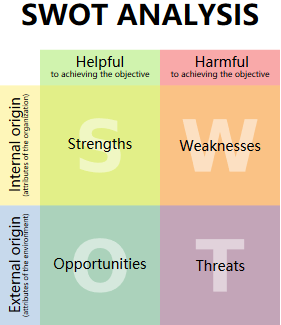 SWOT ANALYSIS
Helpful
to achieving the objective
Harmful
to achieving the objective
Internal origin
(attributes of the organization)
S
Strengths
W
Weaknesses
External origin
(attributes of the environment)
O
Opportunities
T
Threats